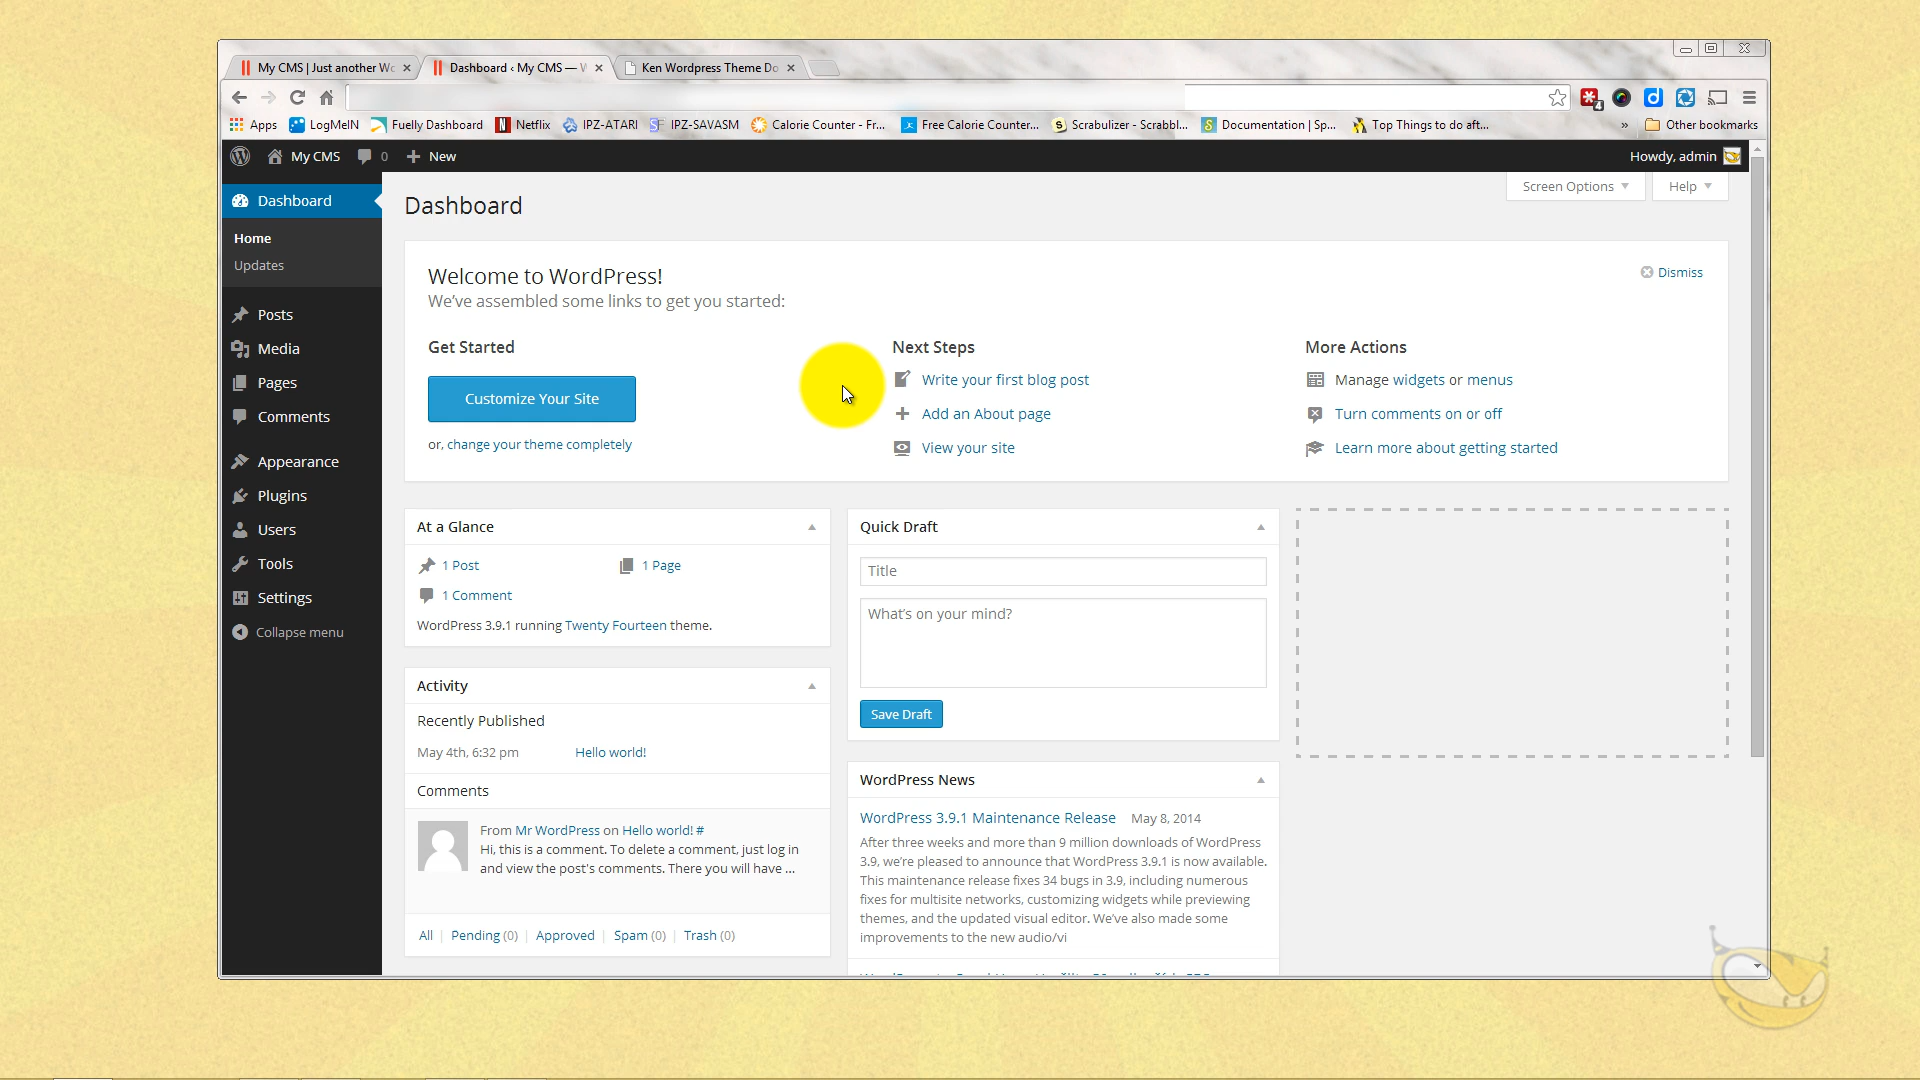 My CMS | Just another Wc
Dashboard ‹ My CMS — W
Ken Wordpress Theme Do
Apps
LogMeIN
Fuelly Dashboard
Netflix
IPZ-ATARI
IPZ-SAVASM
Calorie Counter - Fr...
Free Calorie Counter...
Scrabulizer - Scrabbl...
Documentation | Sp...
Top Things to do aft...
»
Other bookmarks
My CMS
0
New
Howdy, admin
Dashboard
Home
Updates
Posts
Media
Pages
Comments
Appearance
Plugins
Users
Tools
Settings
Collapse menu
Dashboard
Screen Options
Help
Welcome to WordPress!
We've assembled some links to get you started:
Dismiss
Get Started
Customize Your Site
or, change your theme completely
Next Steps
Write your first blog post
Add an About page
View your site
More Actions
Manage widgets or menus
Turn comments on or off
Learn more about getting started
At a Glance
1 Post
1 Page
1 Comment
WordPress 3.9.1 running Twenty Fourteen theme.
Activity
Recently Published
May 4th, 6:32 pm
Hello world!
Comments
From Mr WordPress on Hello world! #
Hi, this is a comment. To delete a comment, just log in
and view the post's comments. There you will have ...
All | Pending (0) | Approved | Spam (0) | Trash (0)
Quick Draft
Title
What's on your mind?
Save Draft
WordPress News
WordPress 3.9.1 Maintenance Release May 8, 2014
After three weeks and more than 9 million downloads of WordPress
3.9, we're pleased to announce that WordPress 3.9.1 is now available.
This maintenance release fixes 34 bugs in 3.9, including numerous
fixes for multisite networks, customizing widgets while previewing
themes, and the updated visual editor. We've also made some
improvements to the new audio/vi